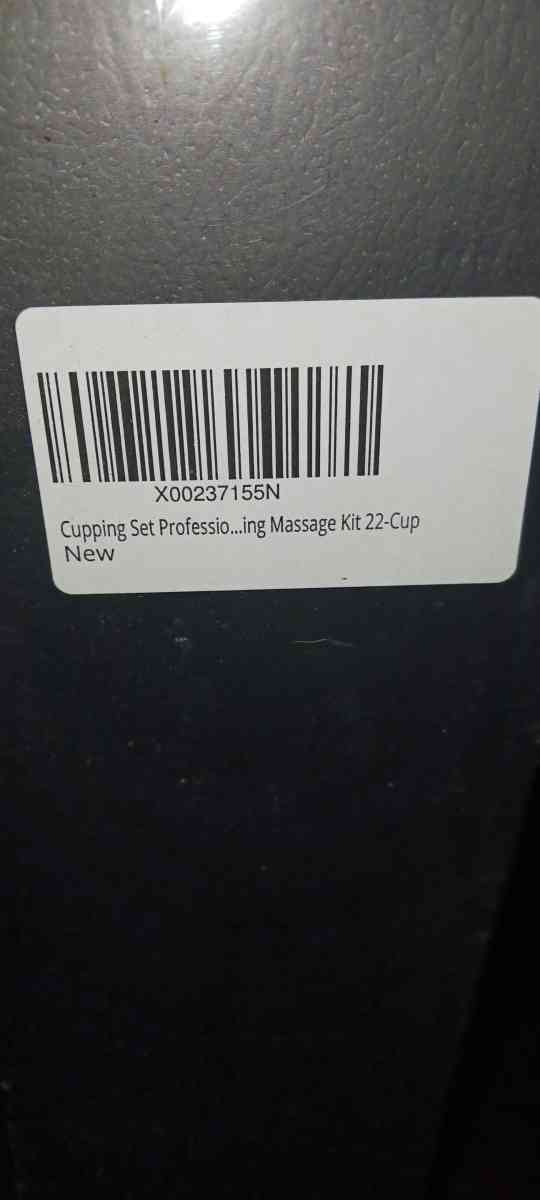 X00237155N
Cupping Set Professio...ing Massage Kit 22-Cup
New